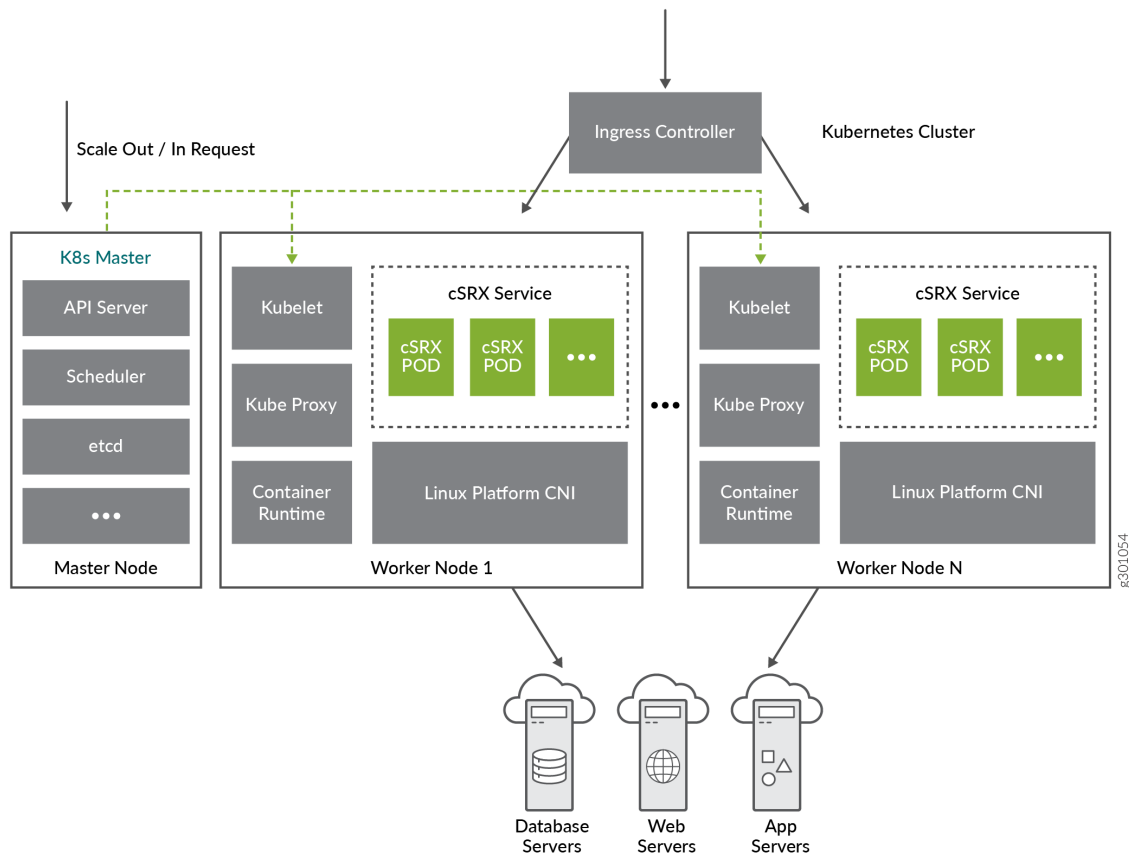 Ingress Controller
Kubernetes Cluster
Scale Out / In Request
K8s Master
API Server
Scheduler
etcd
•••
Master Node
Kubelet
Kube Proxy
Container
Runtime
cSRX Service
cSRX
POD
cSRX
POD
•••
Linux Platform CNI
Worker Node 1
•••
Kubelet
Kube Proxy
Container
Runtime
cSRX Service
cSRX
POD
cSRX
POD
•••
Linux Platform CNI
Worker Node N
g301054
Database
Servers
Web
Servers
App
Servers